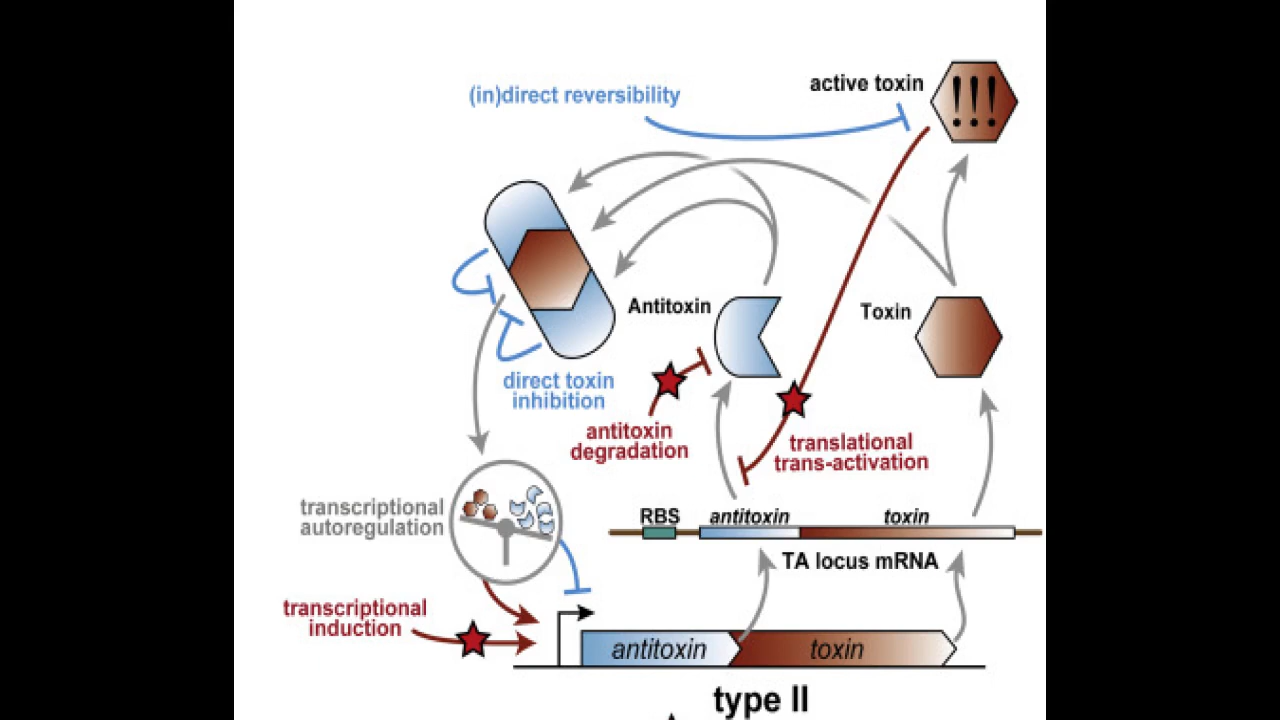 active toxin
!!!
(in)direct reversibility
Antitoxin
Toxin
direct toxin
inhibition
antitoxin
degradation
translational
trans-activation
transcriptional
autoregulation
RBS
antitoxin
toxin
TA locus mRNA
transcriptional
induction
antitoxin
toxin
type II